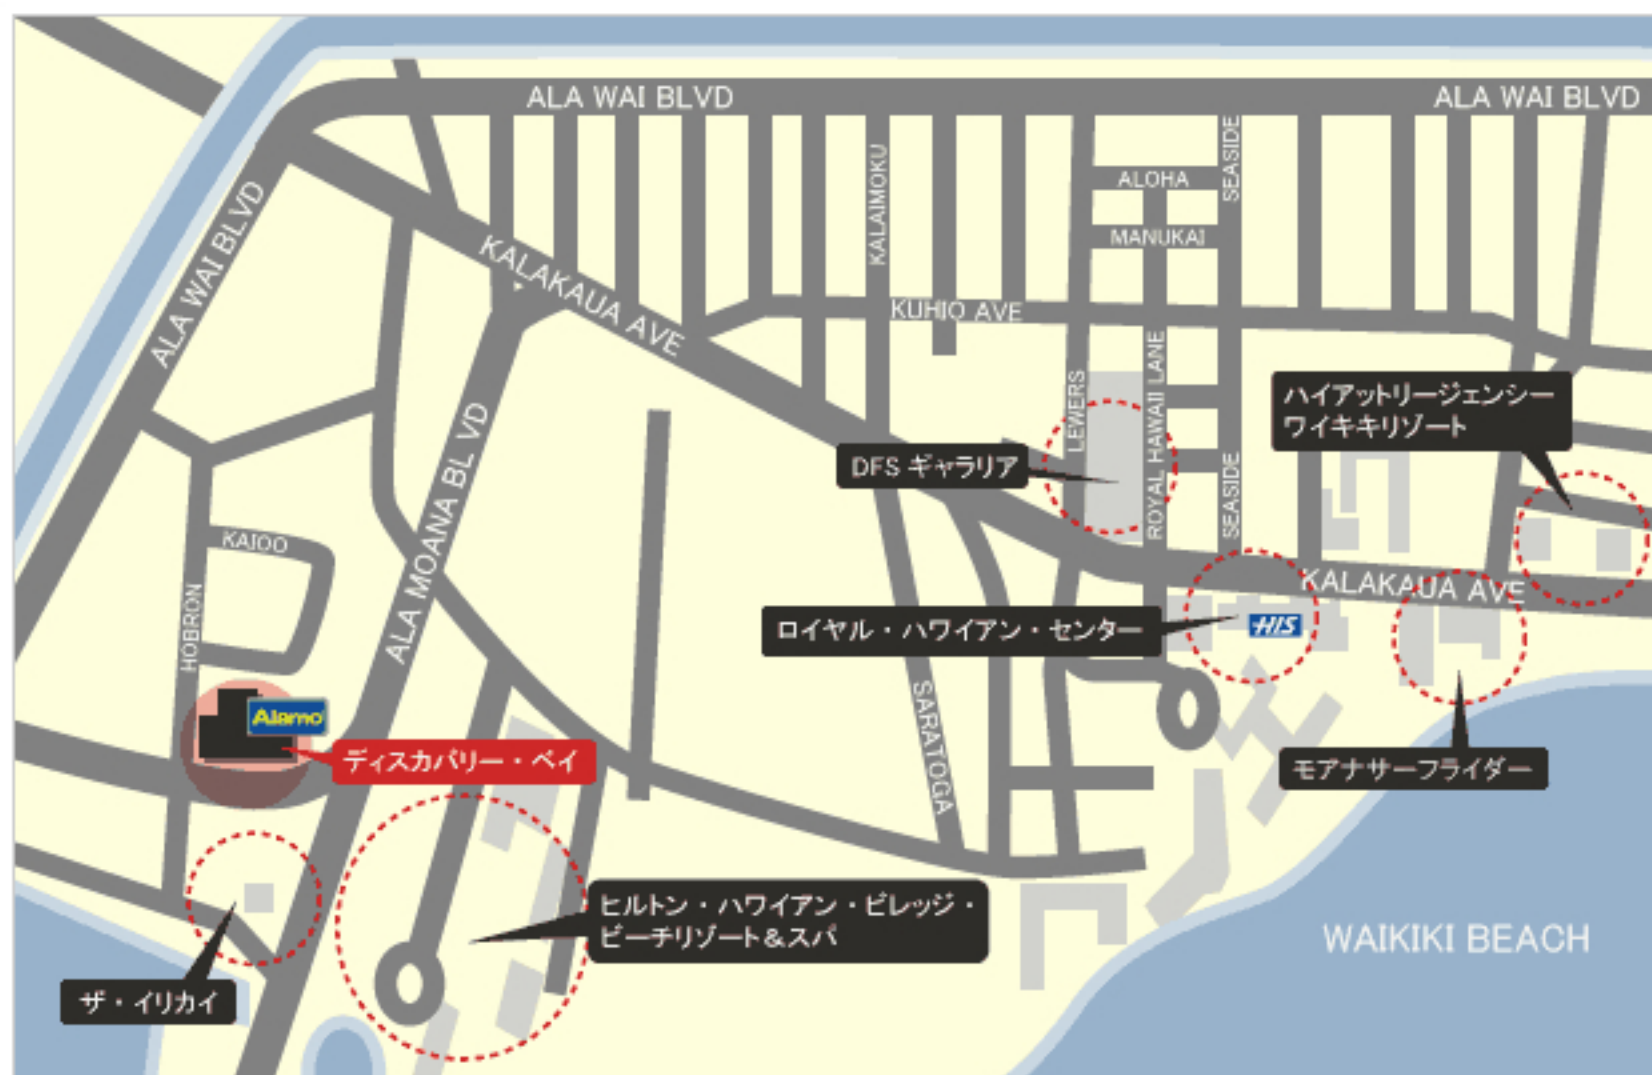 ALA WAI BLVD
ALA WAI BLVD
ALA WAI BLVD
KALAKAUA AVE
KALAIMOKU
SEASIDE
ALOHA
MANUKAI
KUHIO AVE
LEWERS
ROYAL HAWAII LANE
SEASIDE
ハイアットリージェンシー
ワイキキリゾート
DFS ギャラリア
ALA MOANA BL VD
KAIOO
HOBRON
KALAKAUA AVE
ロイヤル・ハワイアン・センター
HIS
Alamo
ディスカバリー・ベイ
SARATOGA
モアナサーフライダー
ヒルトン・ハワイアン・ビレッジ・
ビーチリゾート&スパ
WAIKIKI BEACH
ザ・イリカイ